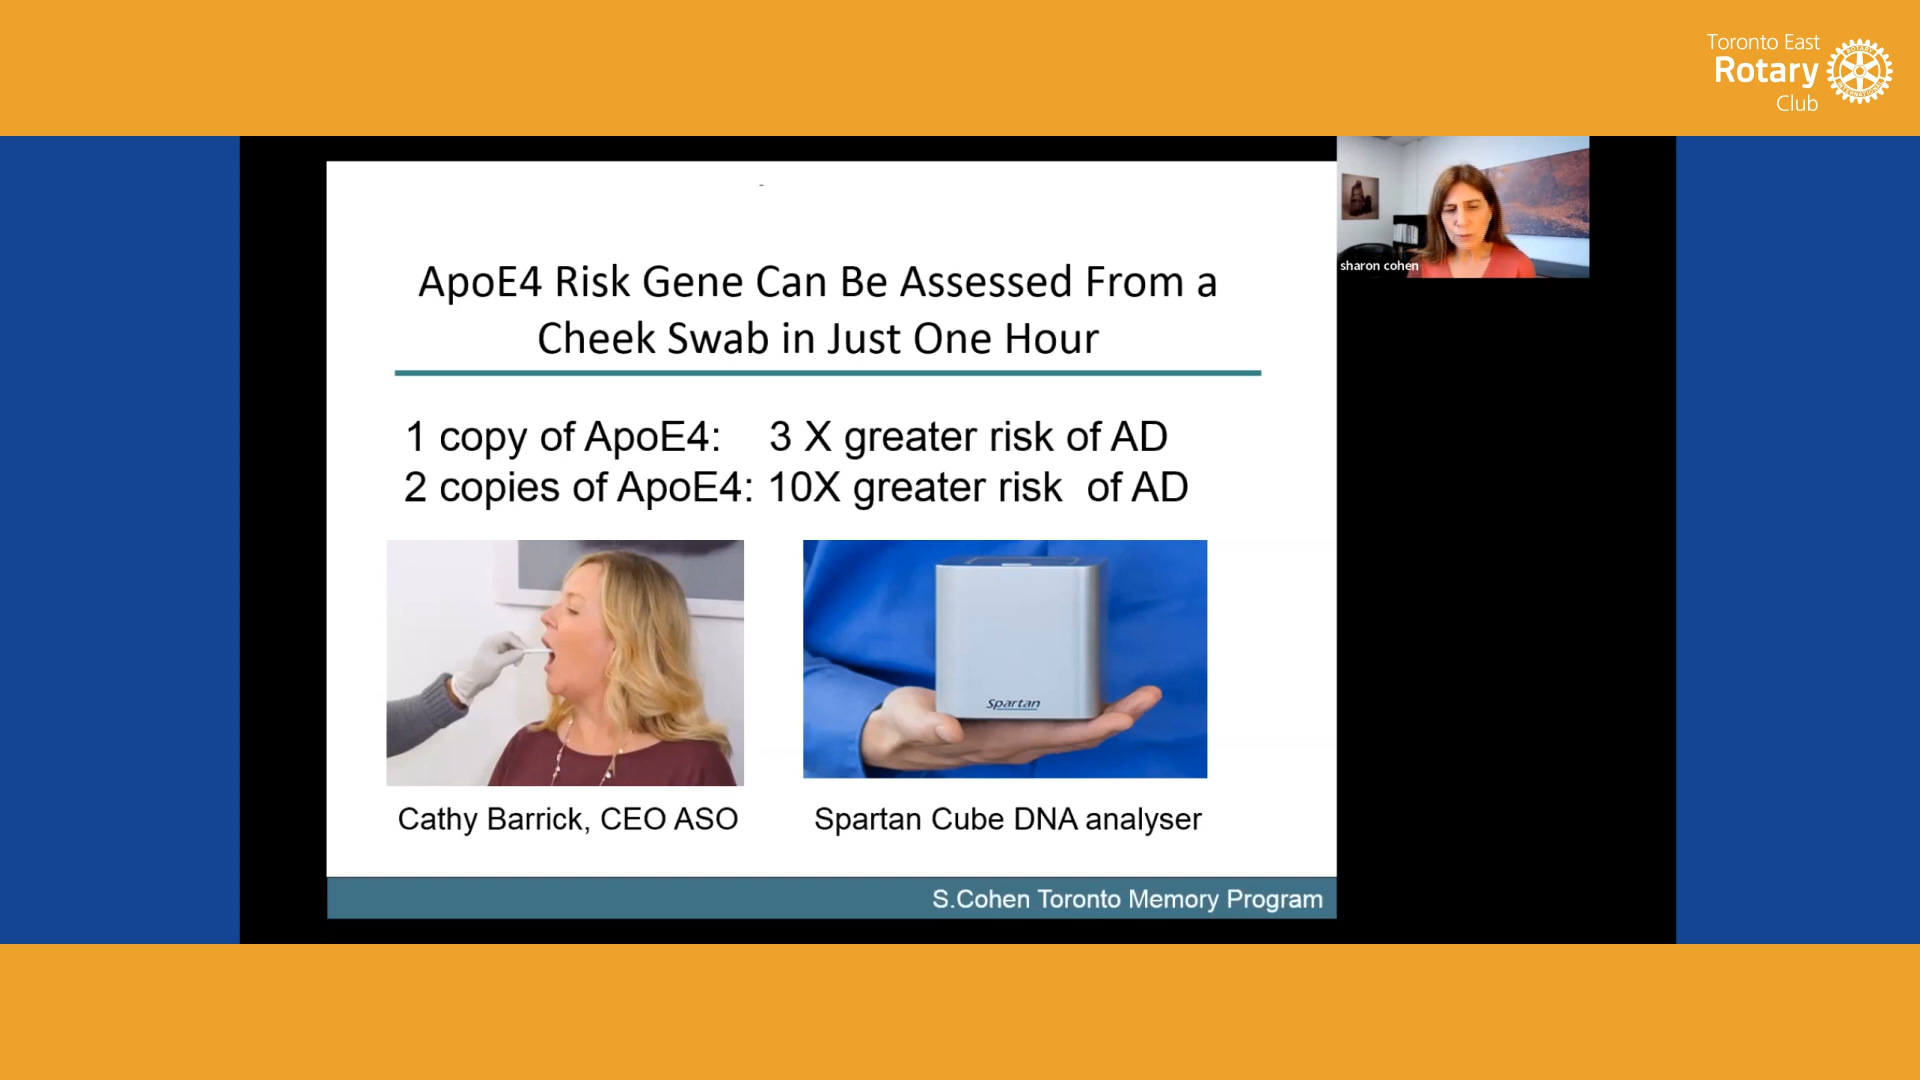 Toronto East
Rotary
Club
sharon cohen
ApoE4 Risk Gene Can Be Assessed From a
Cheek Swab in Just One Hour
1 copy of ApoE4: 3 X greater risk of AD
2 copies of ApoE4: 10X greater risk of AD
Spartan
Cathy Barrick, CEO ASO
Spartan Cube DNA analyser
S.Cohen Toronto Memory Program